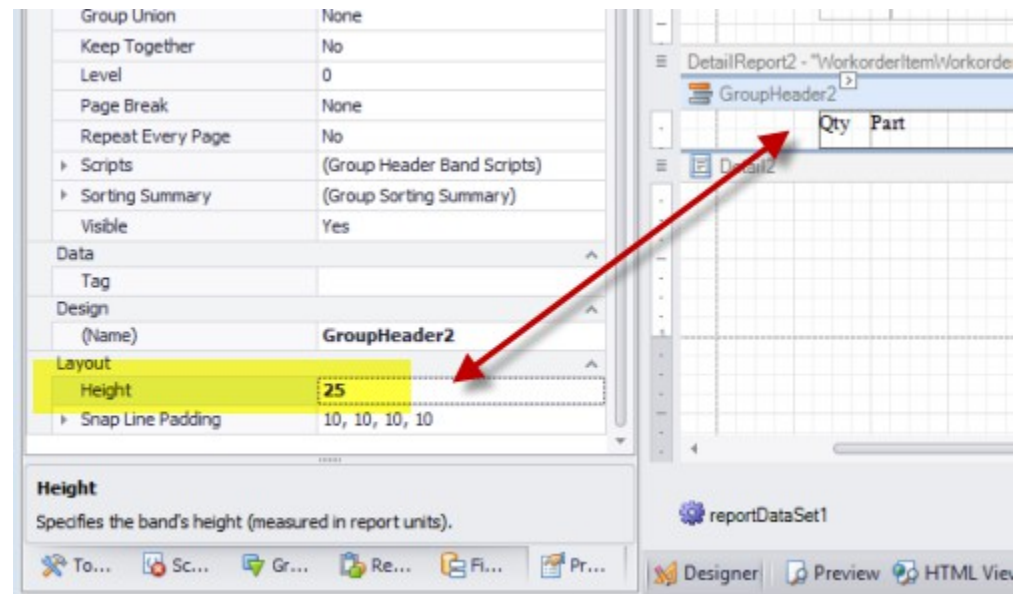 Group Union None
Keep Together No
Level 0
Page Break None
Repeat Every Page No
Scripts (Group Header Band Scripts)
Sorting Summary (Group Sorting Summary)
Visible Yes
Data
Tag
Design
(Name) GroupHeader2
Layout
Height 25
Snap Line Padding 10, 10, 10, 10
Height
Specifies the band's height (measured in report units).
To... Sc... Gr... Re... Fi... Pr...
DetailReport2 - "WorkorderItemWorkorde
GroupHeader2
Qty Part
Detail2
reportDataSet1
Designer Preview HTML View